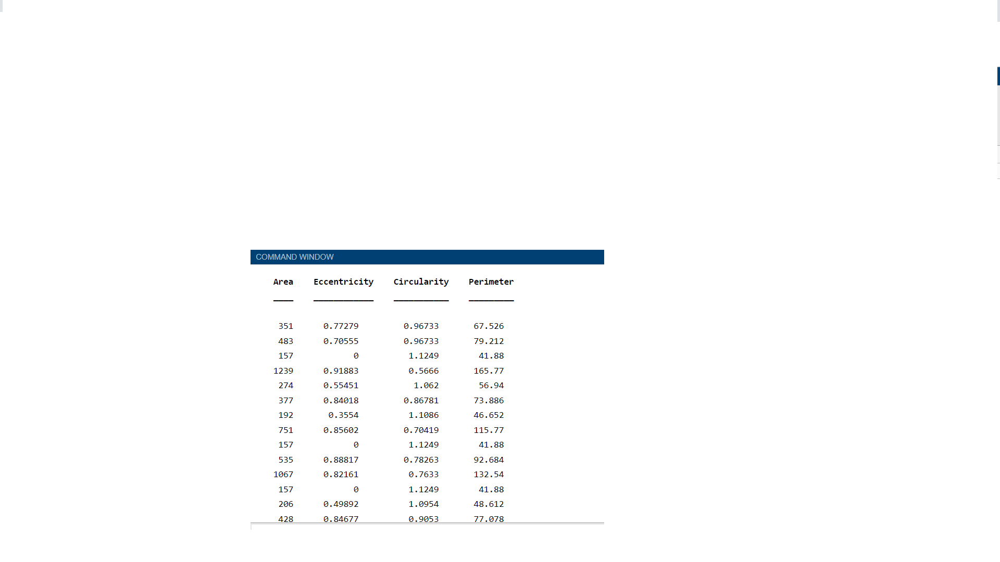 COMMAND WINDOW
Area Eccentricity Circularity Perimeter
351 0.77279 0.96733 67.526
483 0.70555 0.96733 79.212
157 0 1.1249 41.88
1239 0.91883 0.5666 165.77
274 0.55451 1.062 56.94
377 0.84018 0.86781 73.886
192 0.3554 1.1086 46.652
751 0.85602 0.70419 115.77
157 0 1.1249 41.88
535 0.88817 0.78263 92.684
1067 0.82161 0.7633 132.54
157 0 1.1249 41.88
206 0.49892 1.0954 48.612
428 0.84677 0.9053 77.078